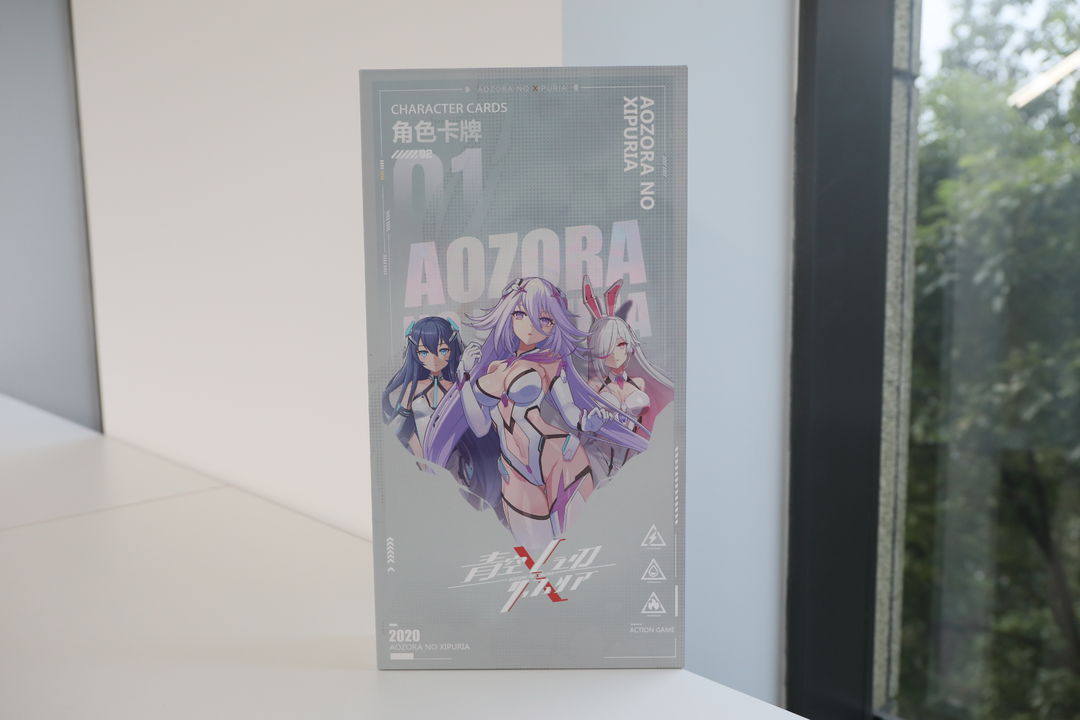 AOZORA NO XIPURIA
CHARACTER CARDS
角色卡牌
02
01
AOZORA NO
XIPURIA
AOZORA
2020
AOZORA NO XIPURIA
ACTION GAME